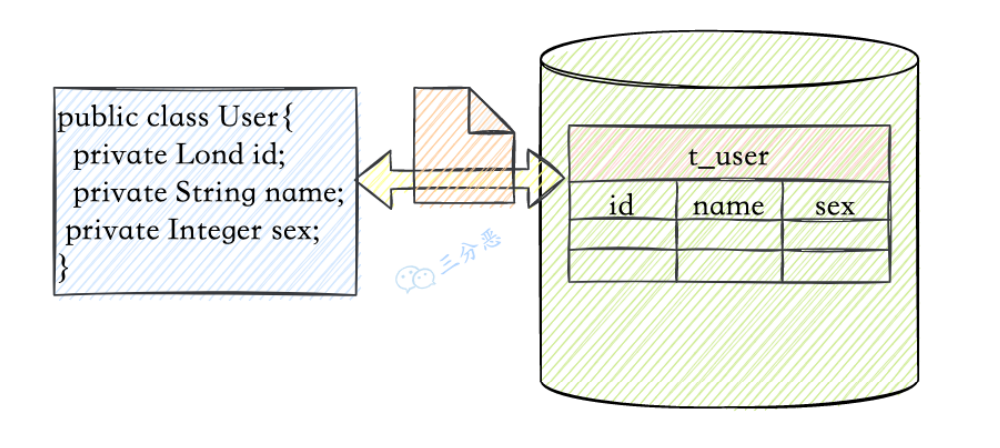 public class User{
private Lond id;
private String name;
private Integer sex;
}
三分恶
t_user
id name sex